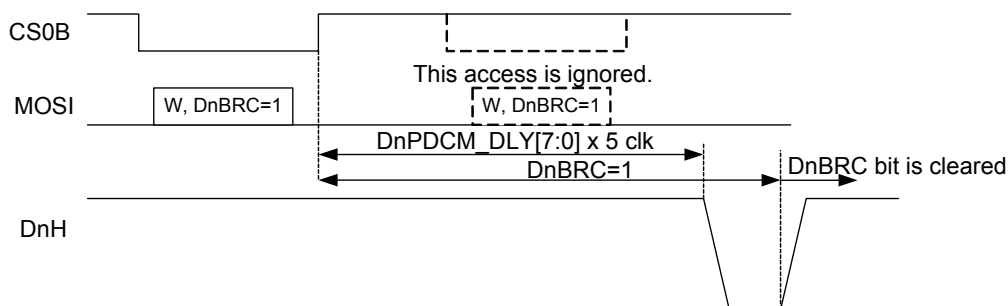 CS0B
This access is ignored.
MOSI
W, DnBRC=1
W, DnBRC=1
DnPDCM_DLY[7:0] x 5 clk
DnBRC=1
DnBRC bit is cleared
DnH